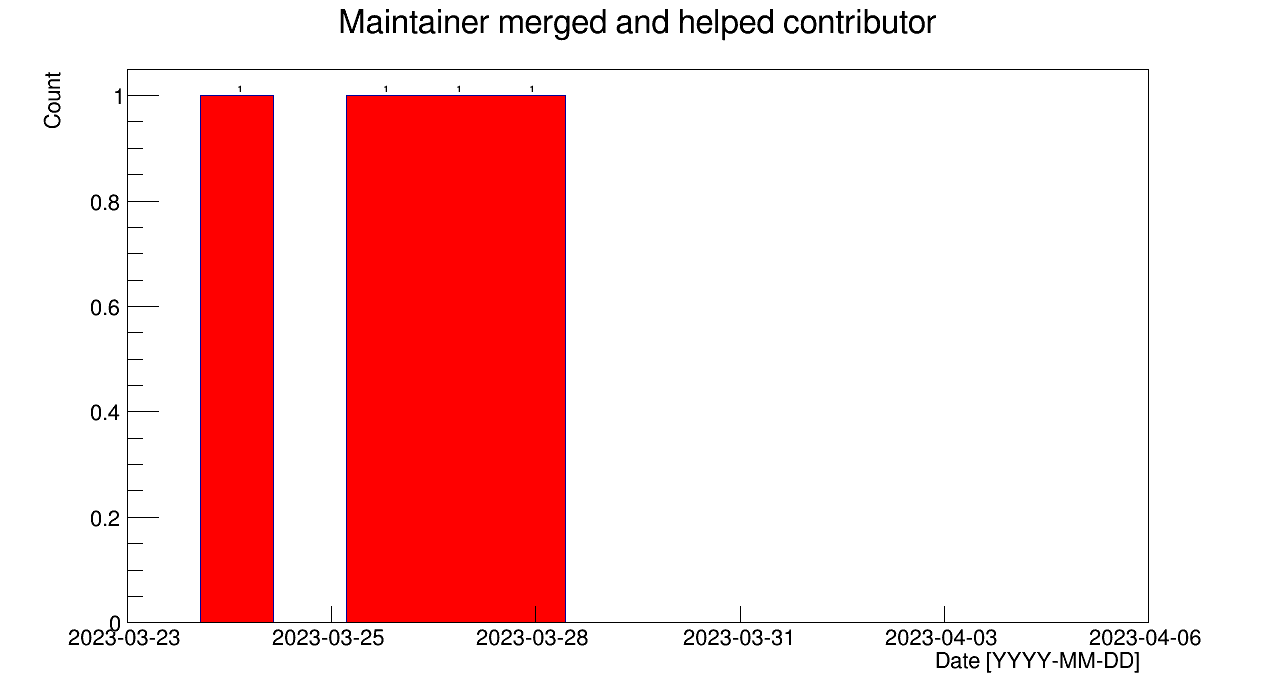 Maintainer merged and helped contributor
Count
1
1 1 1 1
0.8
0.6
0.4
0.2
0
2023-03-23 2023-03-25 2023-03-28 2023-03-31 2023-04-03 2023-04-06
Date [YYYY-MM-DD]